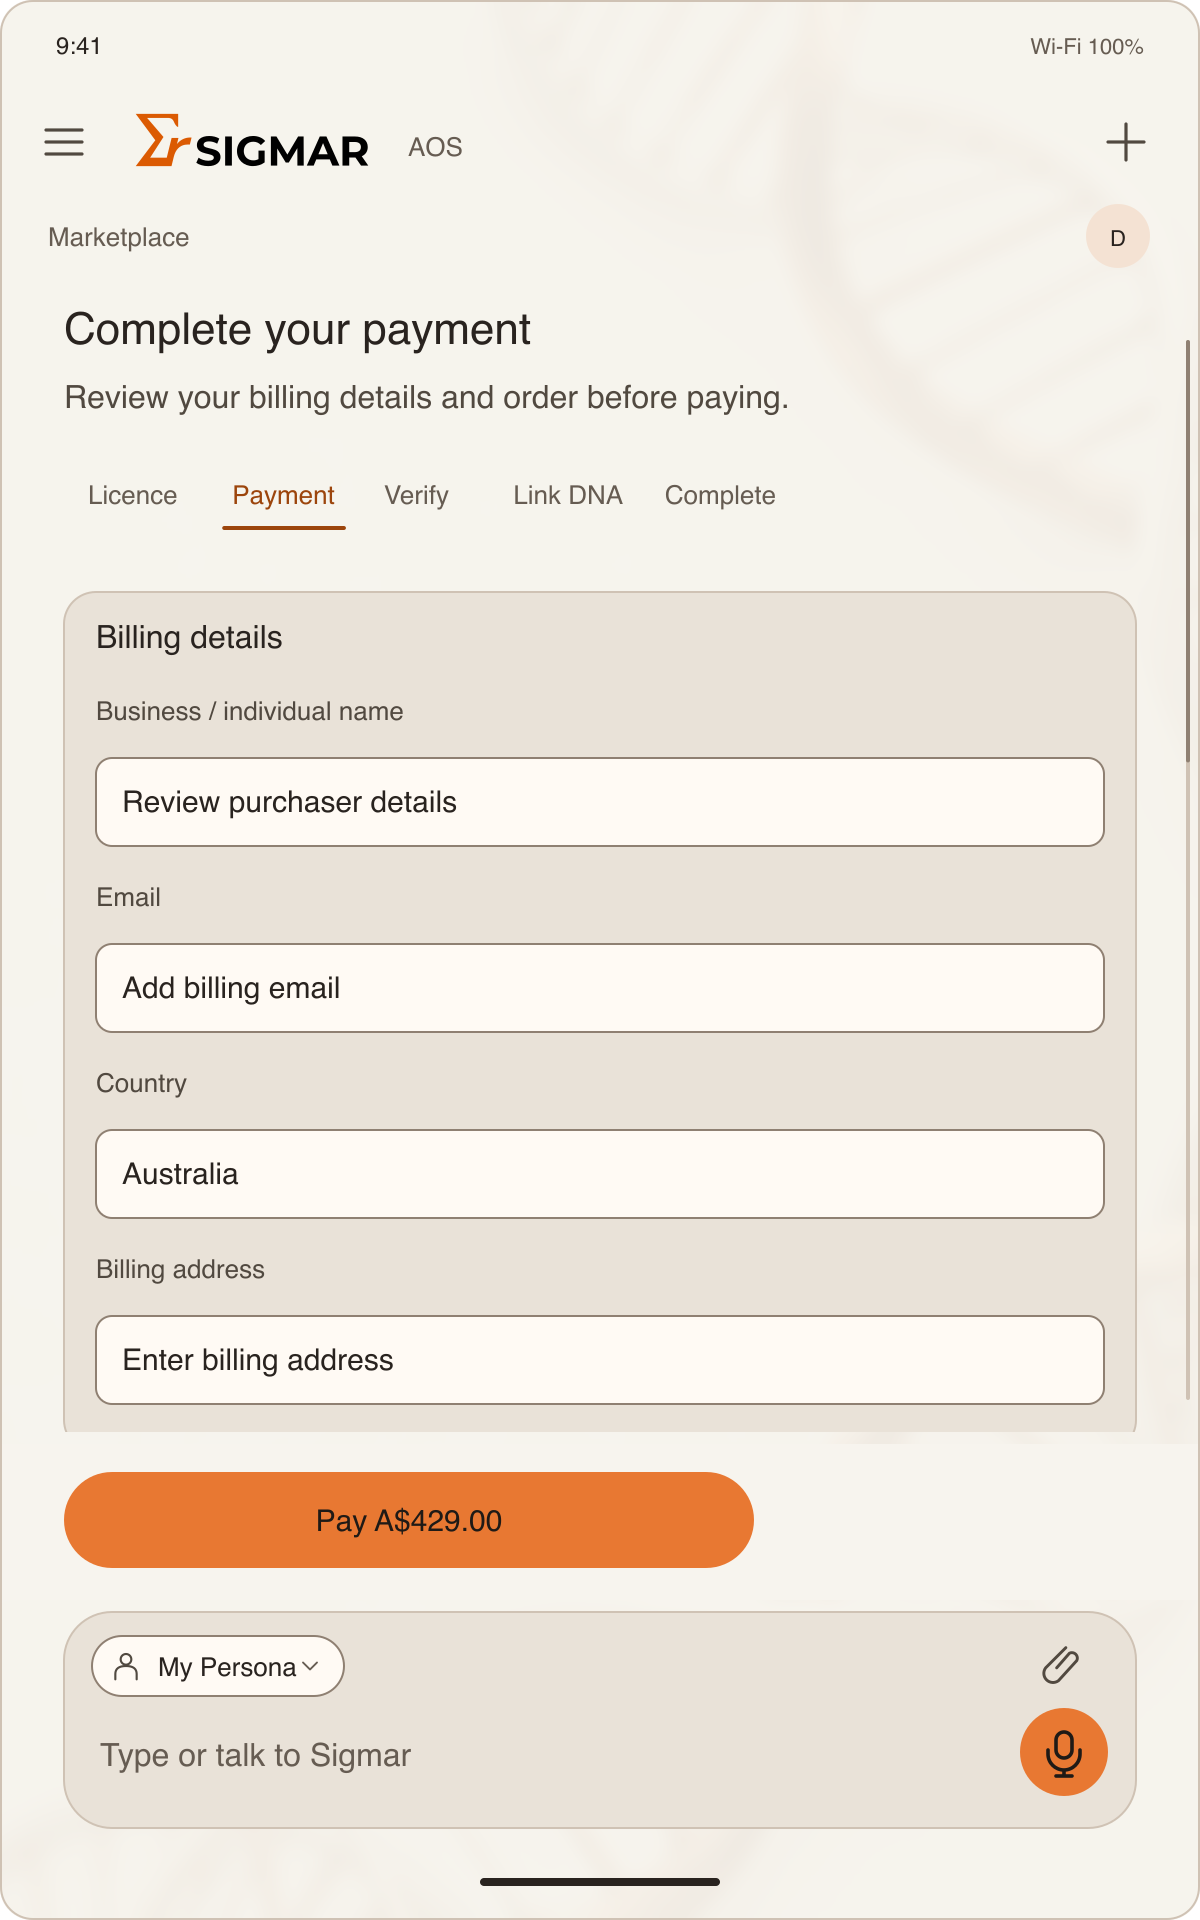 9:41
Wi-Fi 100%
Σr SIGMAR AOS
Marketplace
D
Complete your payment
Review your billing details and order before paying.
Licence Payment Verify Link DNA Complete
Billing details
Business / individual name
Review purchaser details
Email
Add billing email
Country
Australia
Billing address
Enter billing address
Pay A$429.00
My Persona
Type or talk to Sigmar